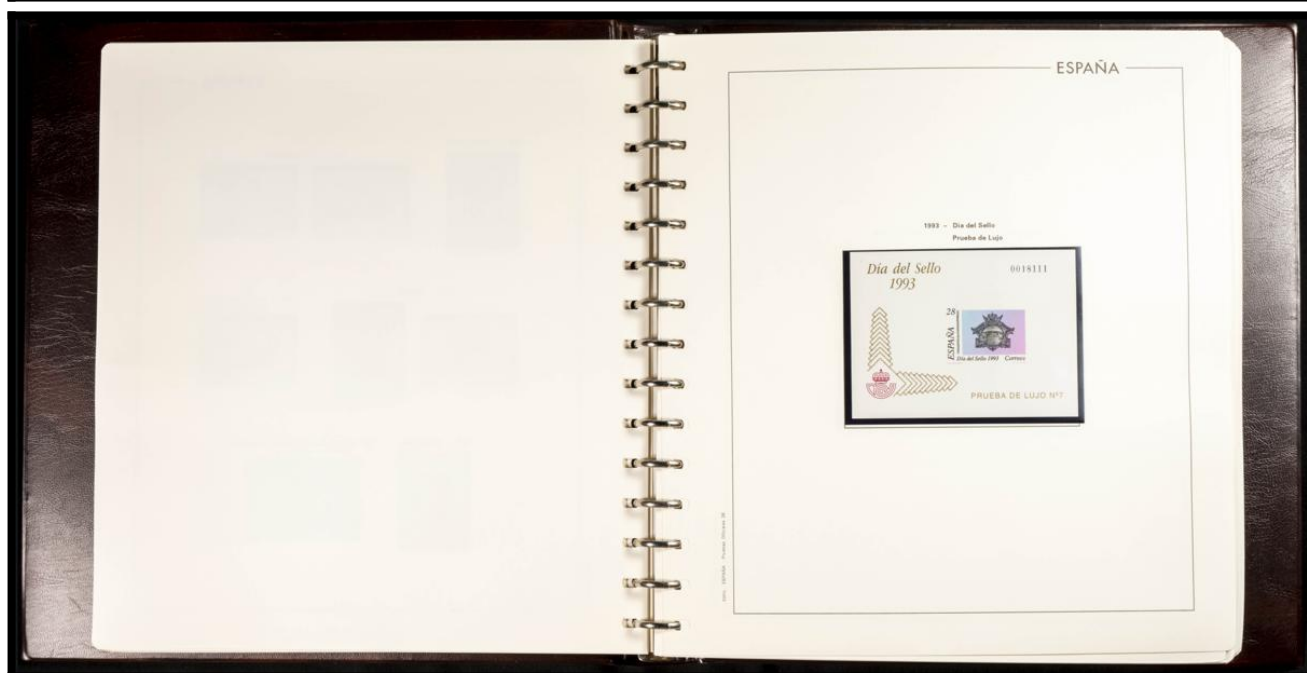 ESPAÑA
1993 - Día del Sello
Prueba de Lujo
Día del Sello
1993
0018111
28
ESPAÑA
Día del Sello 1993 Correos
PRUEBA DE LUJO Nº7
ESPAÑA